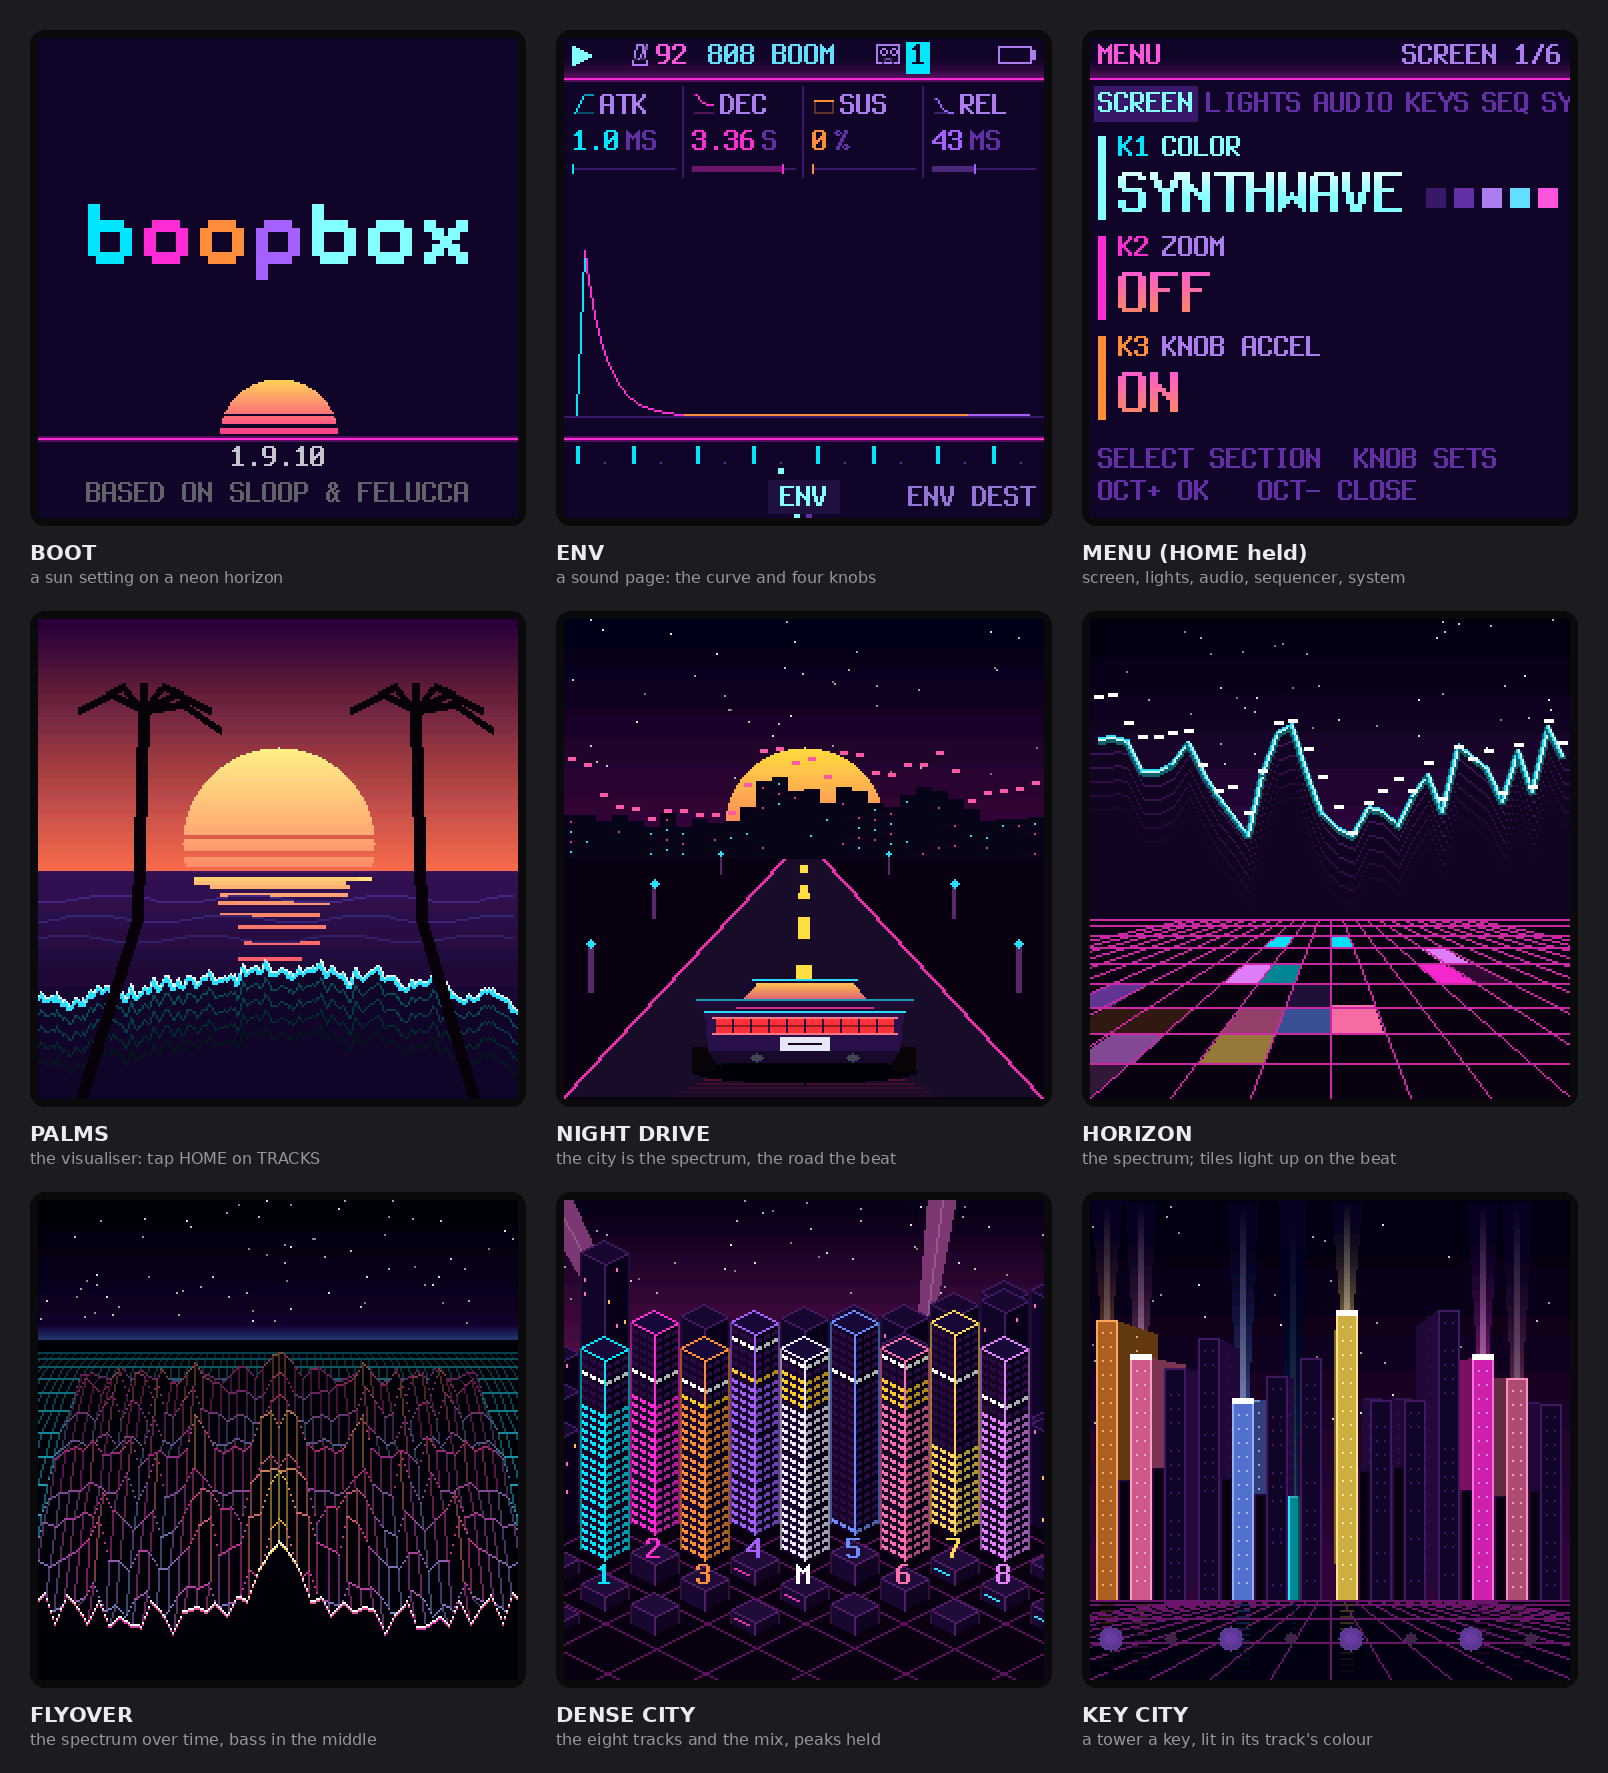 boopbox
1.9.10
BASED ON SLOOP & FELUCCA
BOOT
a sun setting on a neon horizon
92 808 BOOM 1
ATK DEC SUS REL
1.0 MS 3.36 S 0 % 43 MS
ENV ENV DEST
ENV
a sound page: the curve and four knobs
MENU SCREEN 1/6
SCREEN LIGHTS AUDIO KEYS SEQ SY
K1 COLOR
SYNTHWAVE
K2 ZOOM
OFF
K3 KNOB ACCEL
ON
SELECT SECTION KNOB SETS
OCT+ OK OCT- CLOSE
MENU (HOME held)
screen, lights, audio, sequencer, system
PALMS
the visualiser: tap HOME on TRACKS
NIGHT DRIVE
the city is the spectrum, the road the beat
HORIZON
the spectrum; tiles light up on the beat
FLYOVER
the spectrum over time, bass in the middle
1 2 3 4 M 5 6 7 8
DENSE CITY
the eight tracks and the mix, peaks held
KEY CITY
a tower a key, lit in its track's colour